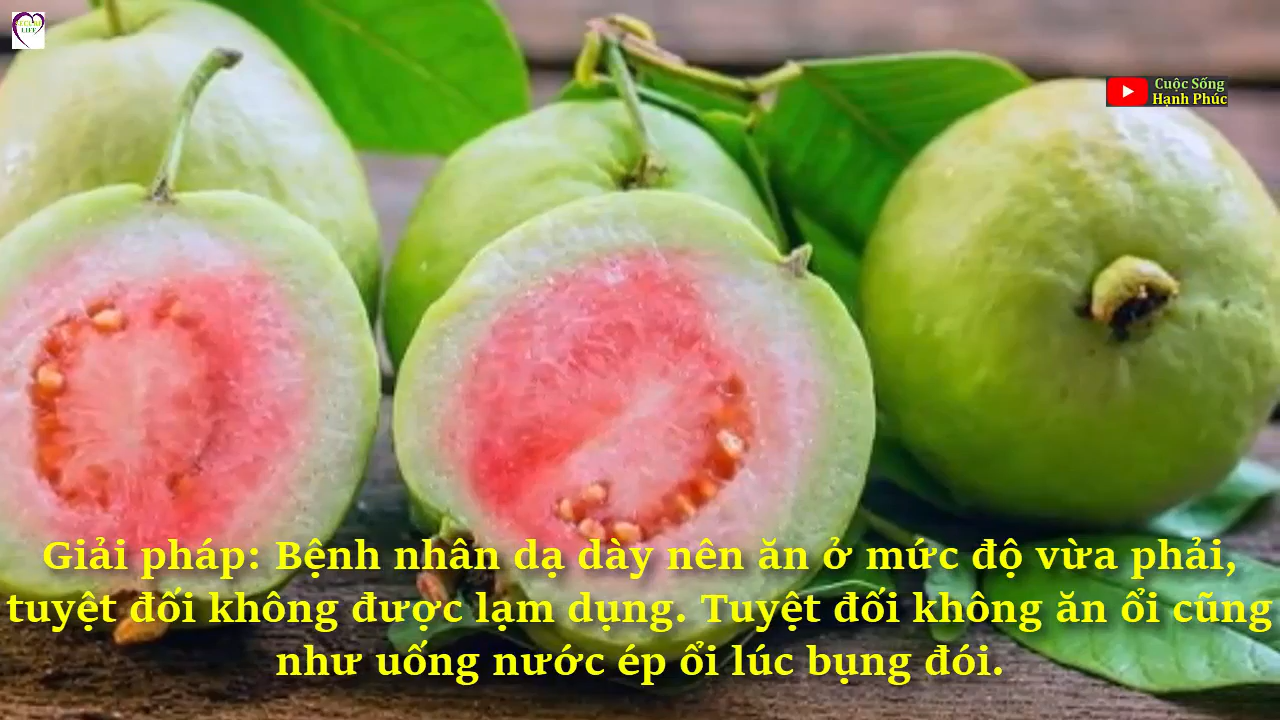 Cuộc Sống
Hạnh Phúc
Giải pháp: Bệnh nhân dạ dày nên ăn ở mức độ vừa phải,
tuyệt đối không được lạm dụng. Tuyệt đối không ăn ổi cũng
như uống nước ép ổi lúc bụng đói.